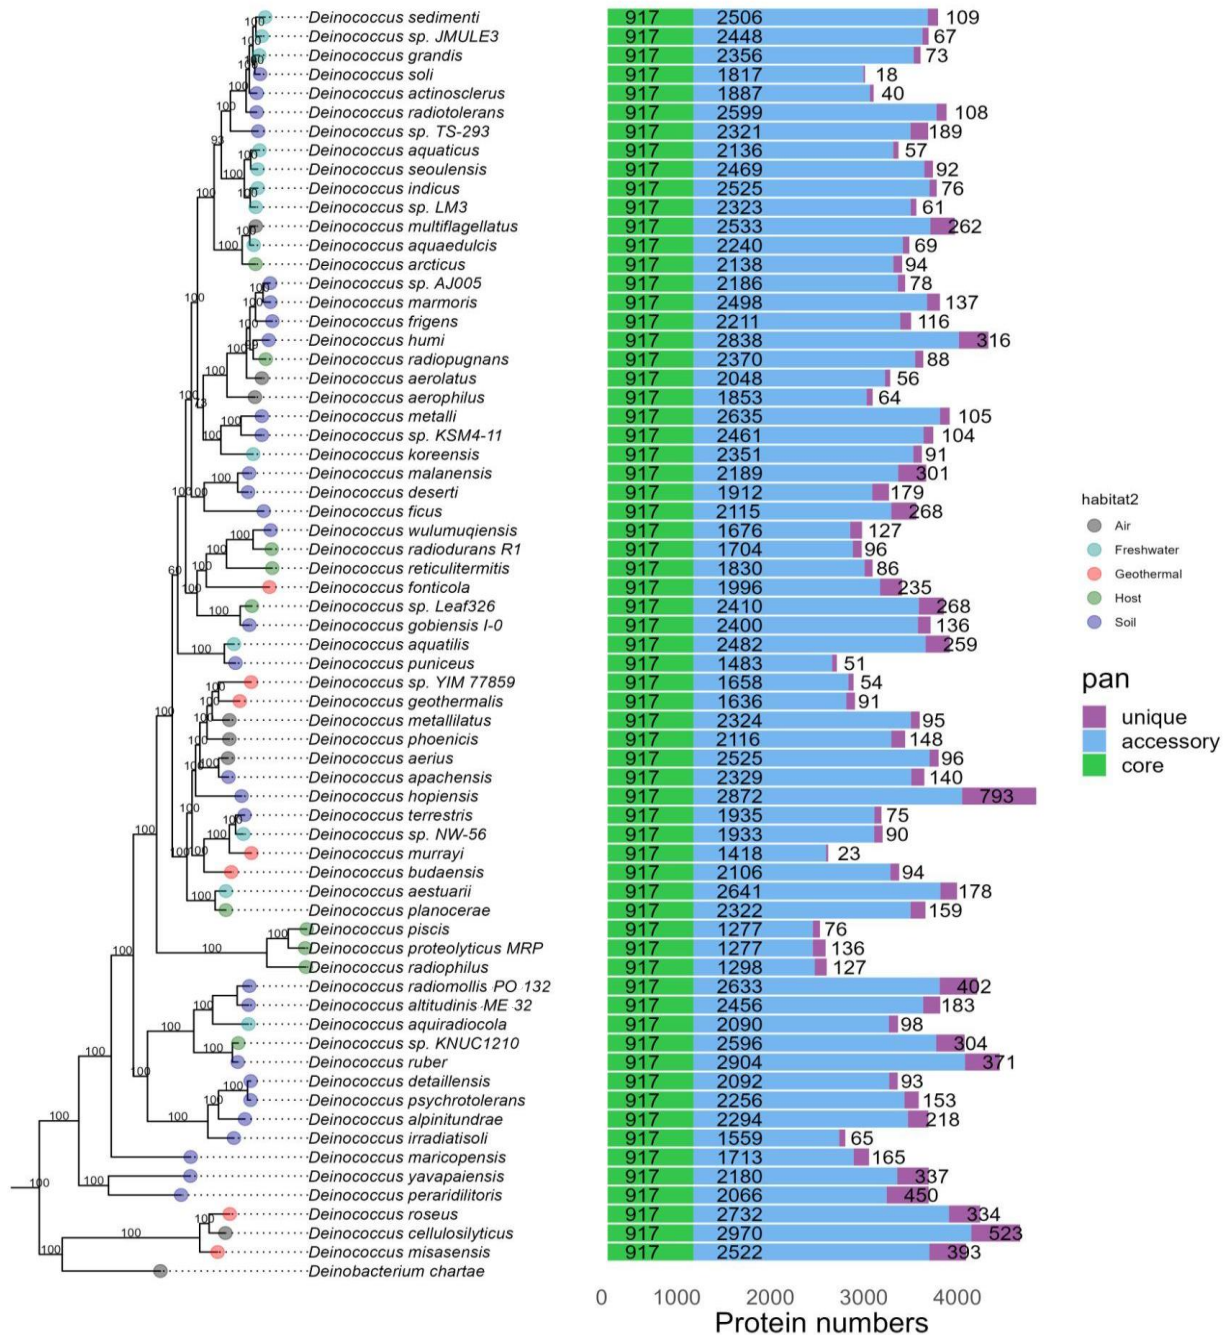 Deinococcus sedimenti 917 2506 109
Deinococcus sp. JMULE3 917 2448 67
Deinococcus grandis 917 2356 73
Deinococcus soli 917 1817 18
Deinococcus actinosclerus 917 1887 40
Deinococcus radiotolerans 917 2599 108
Deinococcus sp. TS-293 917 2321 189
Deinococcus aquaticus 917 2136 57
Deinococcus seoulensis 917 2469 92
Deinococcus indicus 917 2525 76
Deinococcus sp. LM3 917 2323 61
Deinococcus multiflagellatus 917 2533 262
Deinococcus aquaedulcis 917 2240 69
Deinococcus arcticus 917 2138 94
Deinococcus sp. AJ005 917 2186 78
Deinococcus marmoris 917 2498 137
Deinococcus frigens 917 2211 116
Deinococcus humi 917 2838 316
Deinococcus radiopugnans 917 2370 88
Deinococcus aerolatus 917 2048 56
Deinococcus aerophilus 917 1853 64
Deinococcus metalli 917 2635 105
Deinococcus sp. KSM4-11 917 2461 104
Deinococcus koreensis 917 2351 91
Deinococcus malanensis 917 2189 301
Deinococcus deserti 917 1912 179
Deinococcus ficus 917 2115 268
Deinococcus wulumuqiensis 917 1676 127
Deinococcus radiodurans R1 917 1704 96
Deinococcus reticulitermitis 917 1830 86
Deinococcus fonticola 917 1996 235
Deinococcus sp. Leaf326 917 2410 268
Deinococcus gobiensis I-0 917 2400 136
Deinococcus aquatilis 917 2482 259
Deinococcus puniceus 917 1483 51
Deinococcus sp. YIM 77859 917 1658 54
Deinococcus geothermalis 917 1636 91
Deinococcus metallilatus 917 2324 95
Deinococcus phoenicis 917 2116 148
Deinococcus aerius 917 2525 96
Deinococcus apachensis 917 2329 140
Deinococcus hopiensis 917 2872 793
Deinococcus terrestris 917 1935 75
Deinococcus sp. NW-56 917 1933 90
Deinococcus murrayi 917 1418 23
Deinococcus budaensis 917 2106 94
Deinococcus aestuarii 917 2641 178
Deinococcus planocerae 917 2322 159
Deinococcus piscis 917 1277 76
Deinococcus proteolyticus MRP 917 1277 136
Deinococcus radiophilus 917 1298 127
Deinococcus radiomollis PO 132 917 2633 402
Deinococcus altitudinis ME 32 917 2456 183
Deinococcus aquiradiocola 917 2090 98
Deinococcus sp. KNUC1210 917 2596 304
Deinococcus ruber 917 2904 371
Deinococcus detaillensis 917 2092 93
Deinococcus psychrotolerans 917 2256 153
Deinococcus alpinitundrae 917 2294 218
Deinococcus irradiatisoli 917 1559 65
Deinococcus maricopensis 917 1713 165
Deinococcus yavapaiensis 917 2180 337
Deinococcus peraridilitoris 917 2066 450
Deinococcus roseus 917 2732 334
Deinococcus cellulosilyticus 917 2970 523
Deinococcus misasensis 917 2522 393
Deinobacterium chartae
0 1000 2000 3000 4000
Protein numbers
habitat2
Air
Freshwater
Geothermal
Host
Soil
pan
unique
accessory
core